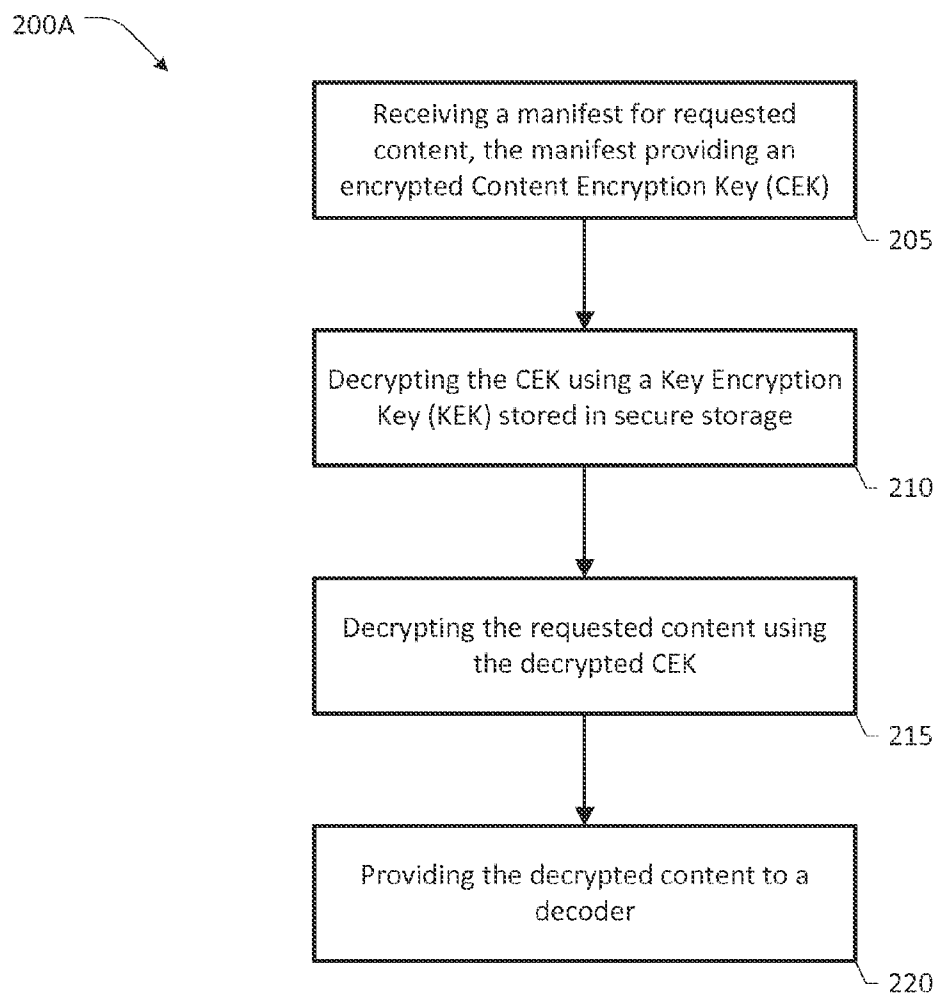 200A
Receiving a manifest for requested
content, the manifest providing an
encrypted Content Encryption Key (CEK)
205
Decrypting the CEK using a Key Encryption
Key (KEK) stored in secure storage
210
Decrypting the requested content using
the decrypted CEK
215
Providing the decrypted content to a
decoder
220